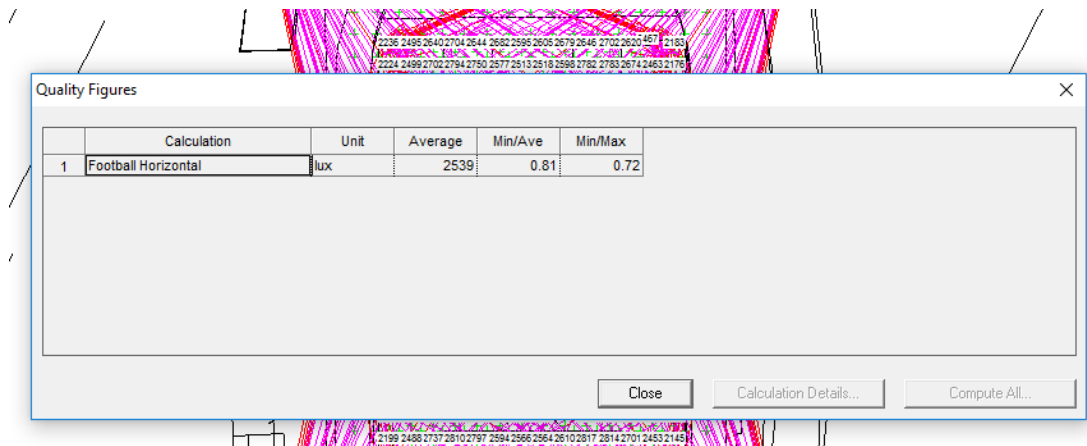 2236 2495 2640 2704 2644 2682 2595 2605 2679 2646 2702 2620 467 2183
2224 2499 2702 2794 2750 2577 2513 2518 2598 2782 2783 2674 2463 2176
Quality Figures
Calculation Unit Average Min/Ave Min/Max
1 Football Horizontal lux 2539 0.81 0.72
Close Calculation Details... Compute All...
2199 2488 2737 2810 2797 2594 2566 2564 2610 2817 2814 2701 2453 2145